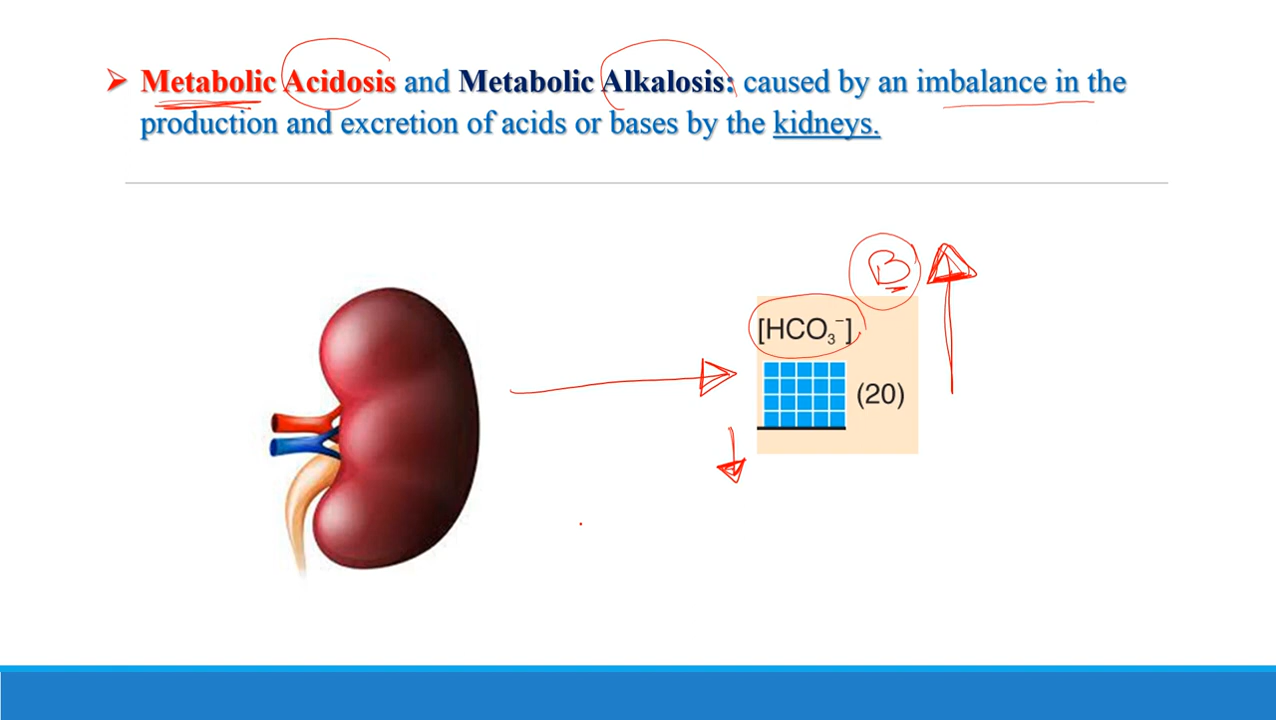 ➢ Metabolic Acidosis and Metabolic Alkalosis: caused by an imbalance in the
production and excretion of acids or bases by the kidneys.
B
[HCO₃⁻]
(20)